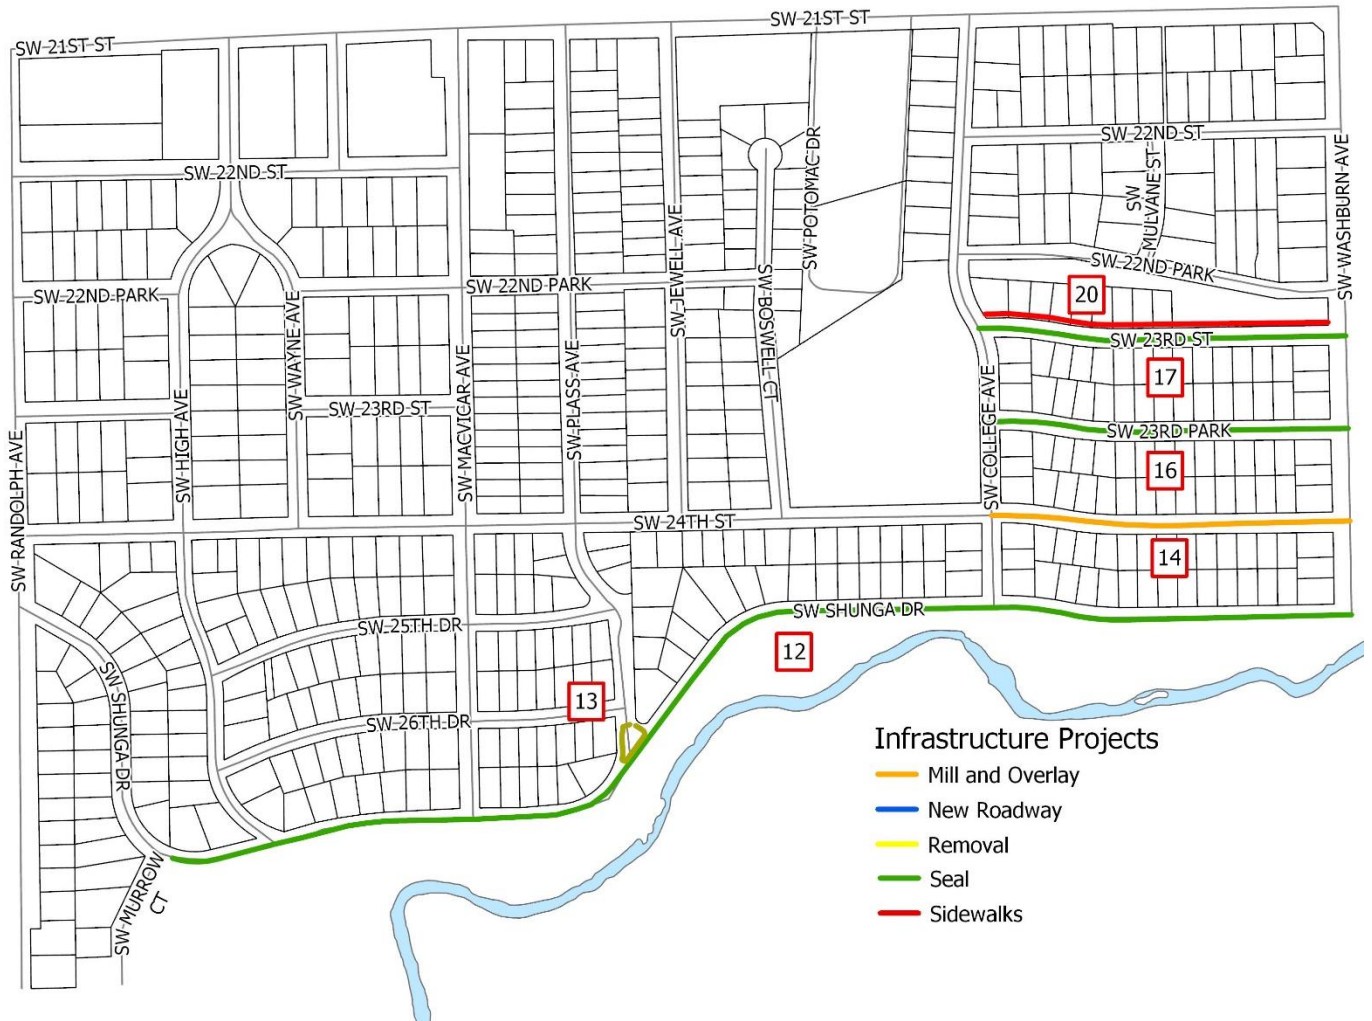 SW 21ST ST
SW 21ST ST
SW 22ND ST
SW 22ND ST
SW
MULVANE ST
SW WASHBURN AVE
SW POTOMAC DR
SW JEWELL AVE
SW BOSWELL CT
SW 22ND PARK
SW 22ND PARK
SW 22ND PARK
20
SW WAYNE AVE
SW HIGH AVE
SW MACVICAR AVE
SW PLASS AVE
SW 23RD ST
SW 23RD ST
17
SW COLLEGE AVE
SW 23RD PARK
16
SW RANDOLPH AVE
SW 24TH ST
14
SW SHUNGA DR
SW 25TH DR
12
SW SHUNGA DR
13
SW 26TH DR
SW MURROW
CT
Infrastructure Projects
Mill and Overlay
New Roadway
Removal
Seal
Sidewalks